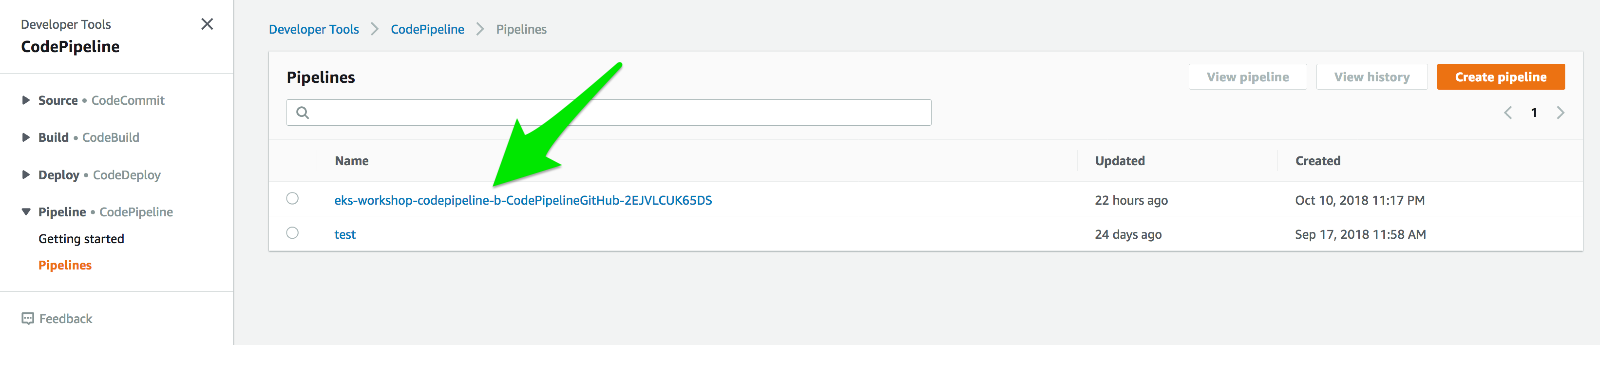 Developer Tools
CodePipeline
Source • CodeCommit
Build • CodeBuild
Deploy • CodeDeploy
Pipeline • CodePipeline
Getting started
Pipelines
Feedback
Developer Tools > CodePipeline > Pipelines
Pipelines
View pipeline View history Create pipeline
1
Name Updated Created
eks-workshop-codepipeline-b-CodePipelineGitHub-2EJVLCUK65DS 22 hours ago Oct 10, 2018 11:17 PM
test 24 days ago Sep 17, 2018 11:58 AM